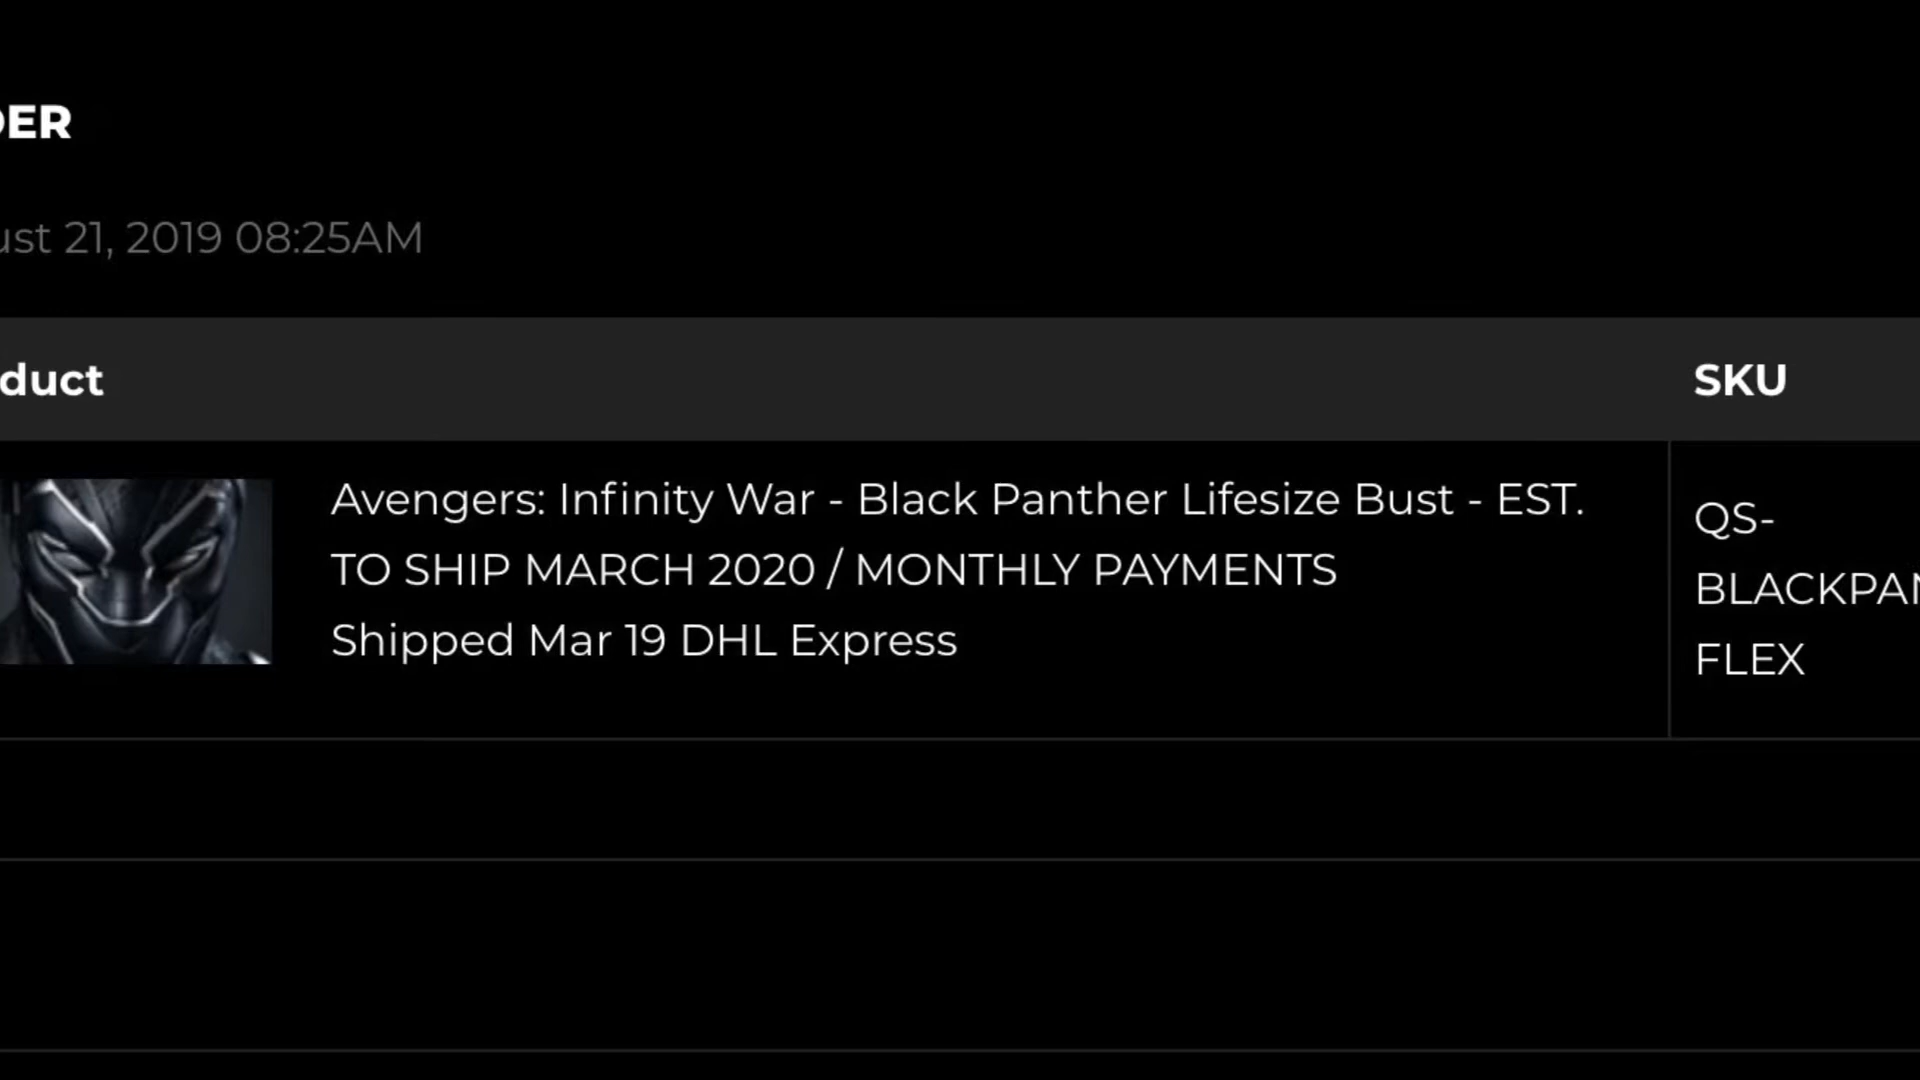 DER
ust 21, 2019 08:25AM
duct
SKU
Avengers: Infinity War - Black Panther Lifesize Bust - EST.
TO SHIP MARCH 2020 / MONTHLY PAYMENTS
Shipped Mar 19 DHL Express
QS-
BLACKPAN
FLEX